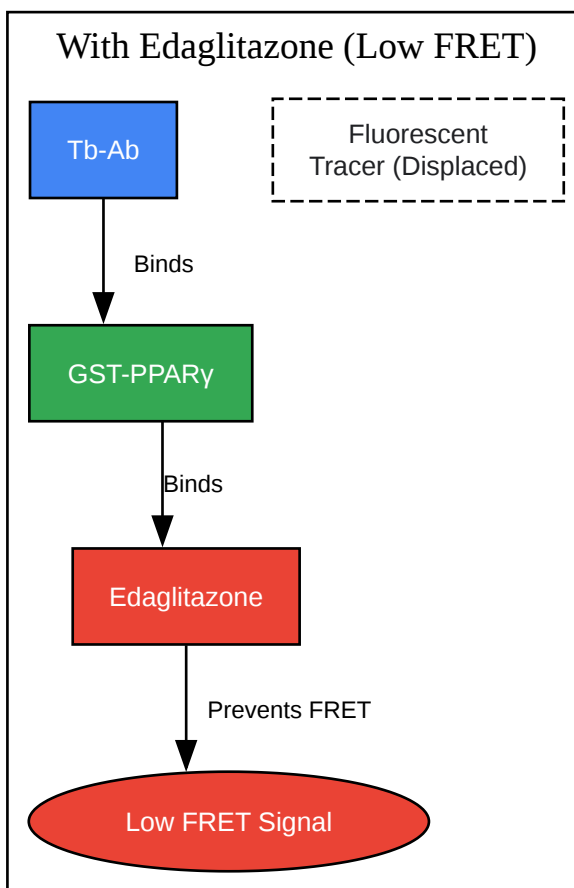 With Edaglitazone (Low FRET)
Tb-Ab
Fluorescent
Tracer (Displaced)
Binds
GST-PPARγ
Binds
Edaglitazone
Prevents FRET
Low FRET Signal